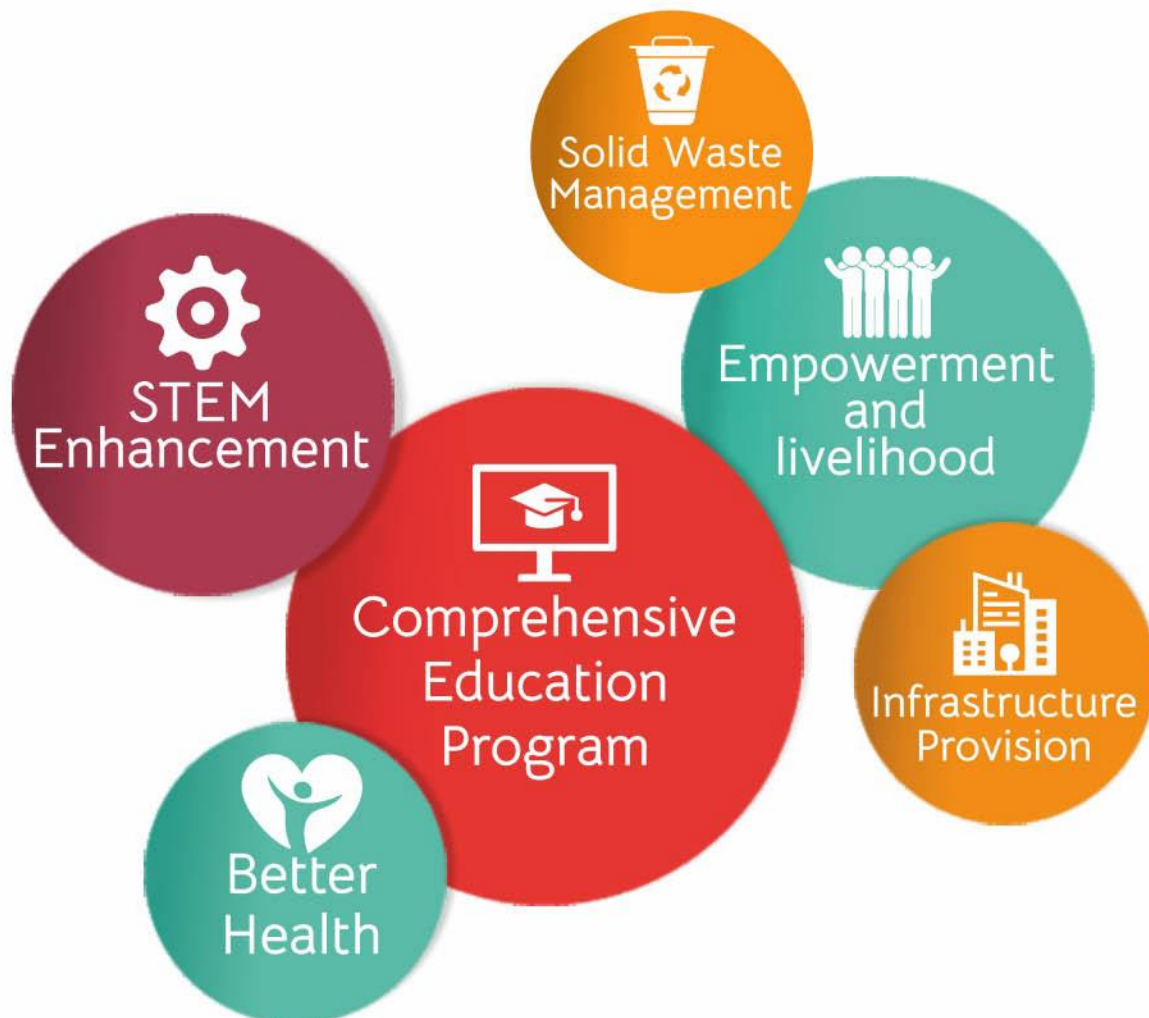 Solid Waste
Management
STEM
Enhancement
Empowerment
and
livelihood
Comprehensive
Education
Program
Infrastructure
Provision
Better
Health